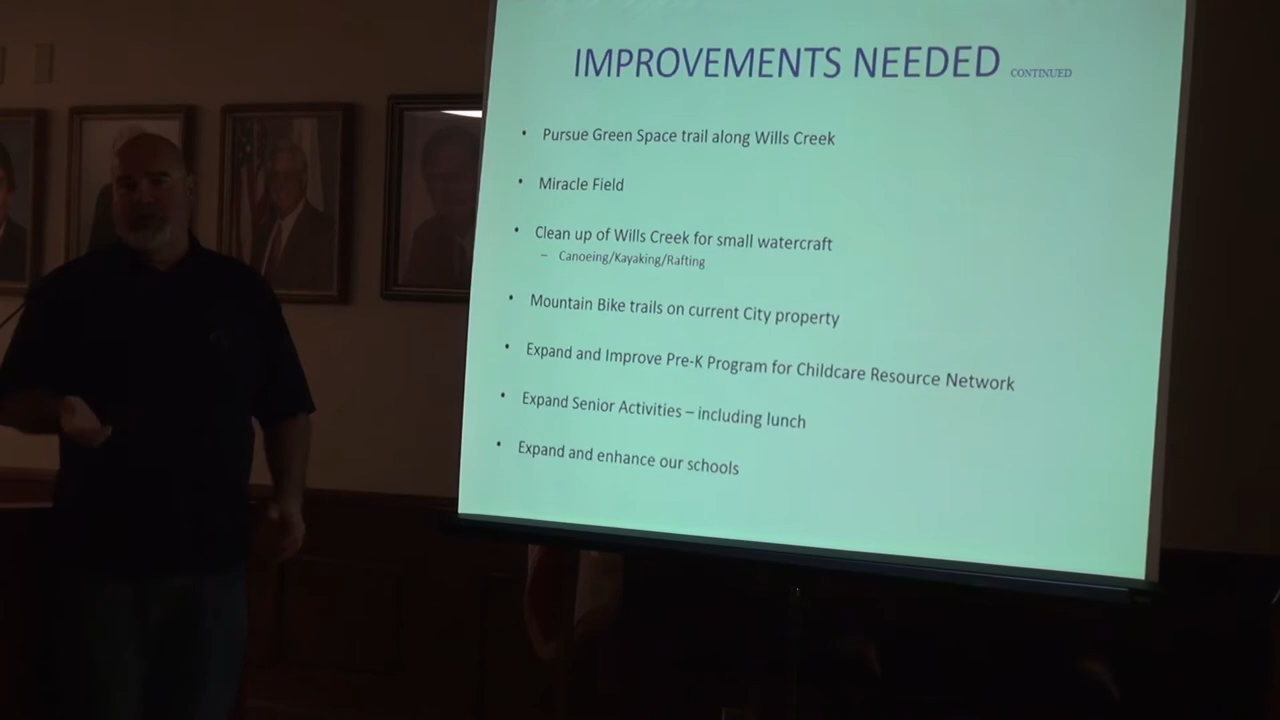 IMPROVEMENTS NEEDED CONTINUED
• Pursue Green Space trail along Wills Creek
• Miracle Field
• Clean up of Wills Creek for small watercraft
– Canoeing/Kayaking/Rafting
• Mountain Bike trails on current City property
• Expand and Improve Pre-K Program for Childcare Resource Network
• Expand Senior Activities – including lunch
• Expand and enhance our schools